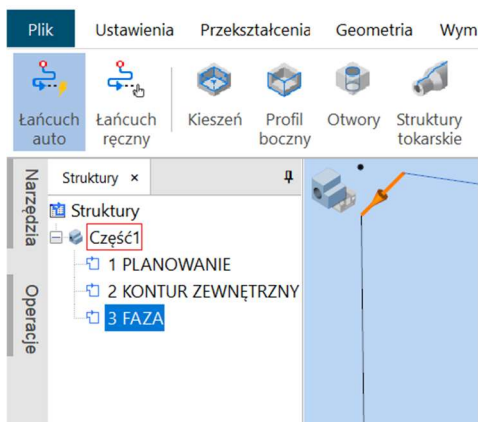 Plik Ustawienia Przekształcenia Geometria Wym
Łańcuch auto
Łańcuch ręczny
Kieszeń
Profil boczny
Otwory
Struktury tokarskie
Narzędzia
Operacje
Struktury ×
Struktury
Część1
1 PLANOWANIE
2 KONTUR ZEWNĘTRZNY
3 FAZA